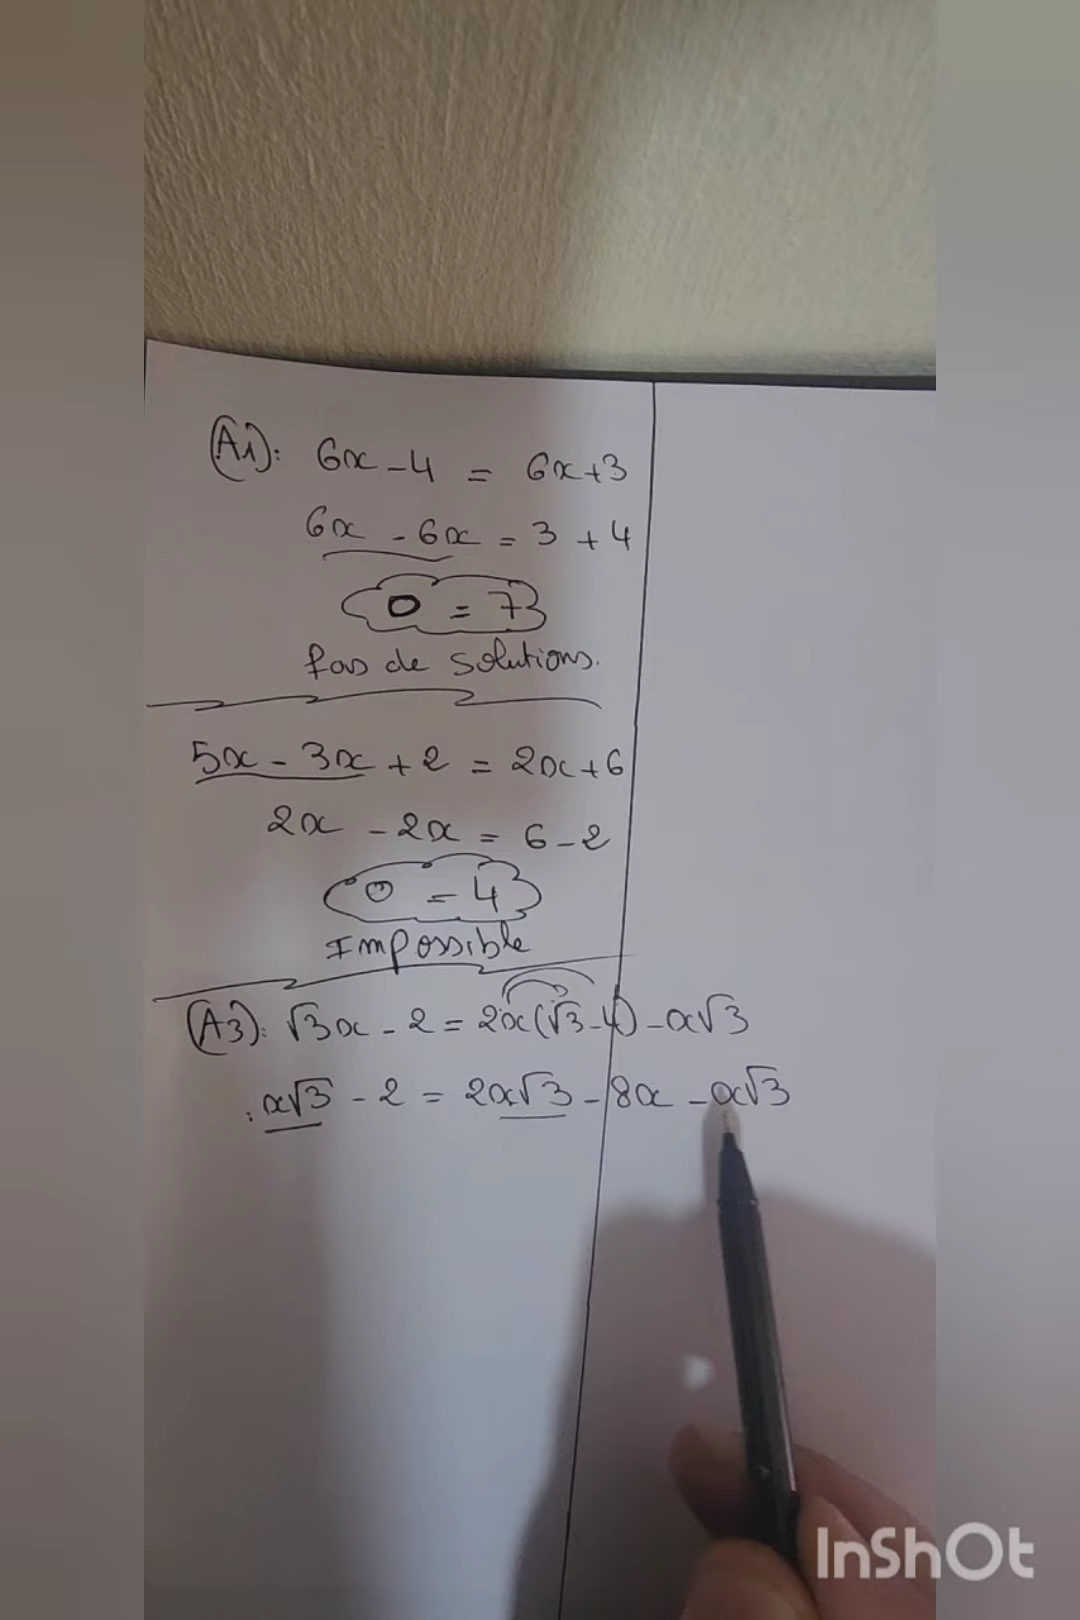 (A1): 6x - 4 = 6x + 3
6x - 6x = 3 + 4
0 = 7
Pas de solutions.
5x - 3x + 2 = 2x + 6
2x - 2x = 6 - 2
0 = 4
Impossible
(A3): √3x - 2 = 2x(√3 - 4) - x√3
: x√3 - 2 = 2x√3 - 8x - x√3
InShOt